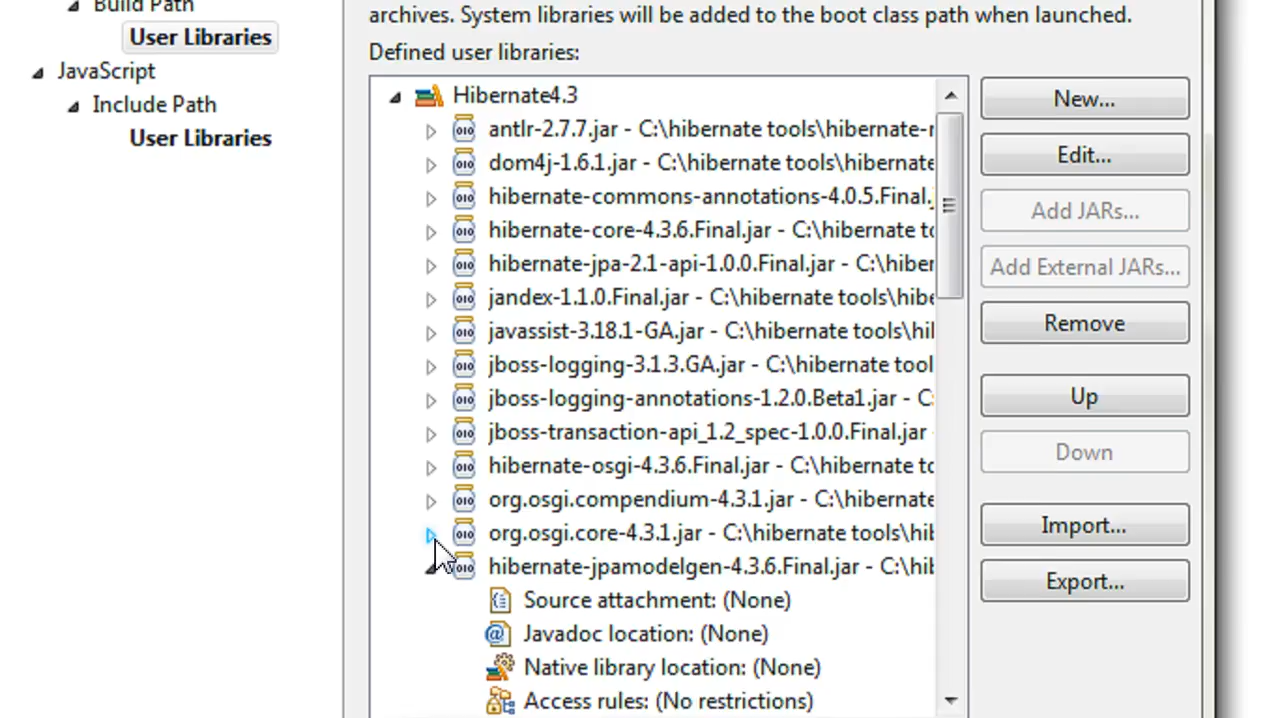 Build Path
User Libraries
JavaScript
Include Path
User Libraries
archives. System libraries will be added to the boot class path when launched.
Defined user libraries:
Hibernate4.3
antlr-2.7.7.jar - C:\hibernate tools\hibernate-r
dom4j-1.6.1.jar - C:\hibernate tools\hibernate
hibernate-commons-annotations-4.0.5.Final.j
hibernate-core-4.3.6.Final.jar - C:\hibernate to
hibernate-jpa-2.1-api-1.0.0.Final.jar - C:\hiber
jandex-1.1.0.Final.jar - C:\hibernate tools\hibe
javassist-3.18.1-GA.jar - C:\hibernate tools\hil
jboss-logging-3.1.3.GA.jar - C:\hibernate tool
jboss-logging-annotations-1.2.0.Beta1.jar - C:
jboss-transaction-api_1.2_spec-1.0.0.Final.jar -
hibernate-osgi-4.3.6.Final.jar - C:\hibernate to
org.osgi.compendium-4.3.1.jar - C:\hibernate
org.osgi.core-4.3.1.jar - C:\hibernate tools\hil
hibernate-jpamodelgen-4.3.6.Final.jar - C:\hib
Source attachment: (None)
Javadoc location: (None)
Native library location: (None)
Access rules: (No restrictions)
New...
Edit...
Add JARs...
Add External JARs...
Remove
Up
Down
Import...
Export...